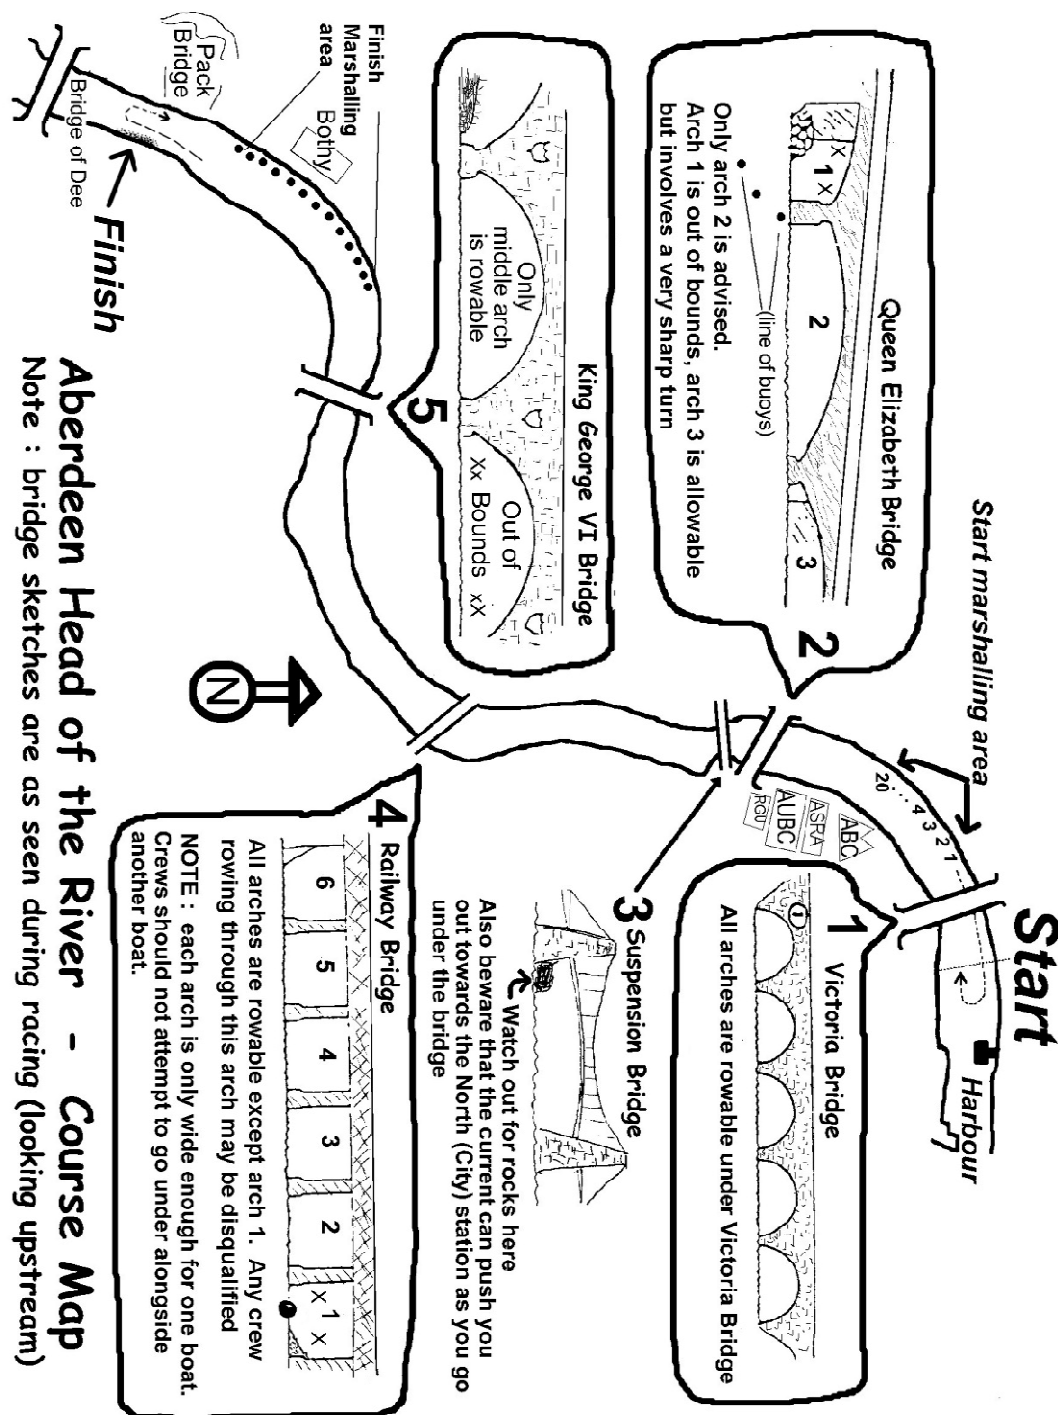 Start
Harbour
Start marshalling area
1
2
3
4
....
20
ABC
ASRA
AUBC
RGU
1
Victoria Bridge
1
All arches are rowable under Victoria Bridge
2
Queen Elizabeth Bridge
X
1 X
2
3
(line of buoys)
Only arch 2 is advised.
Arch 1 is out of bounds, arch 3 is allowable
but involves a very sharp turn
3 Suspension Bridge
Watch out for rocks here
Also beware that the current can push you
out towards the North (City) station as you go
under the bridge
4
Railway Bridge
6
5
4
3
2
X 1 X
All arches are rowable except arch 1. Any crew
rowing through this arch may be disqualified
NOTE : each arch is only wide enough for one boat.
Crews should not attempt to go under alongside
another boat.
King George VI Bridge
5
Only
middle arch
is rowable
Out of
Xx Bounds xX
Finish
Marshalling
area
Bothy
Pack
Bridge
Bridge of Dee
Finish
N
Aberdeen Head of the River - Course Map
Note : bridge sketches are as seen during racing (looking upstream)